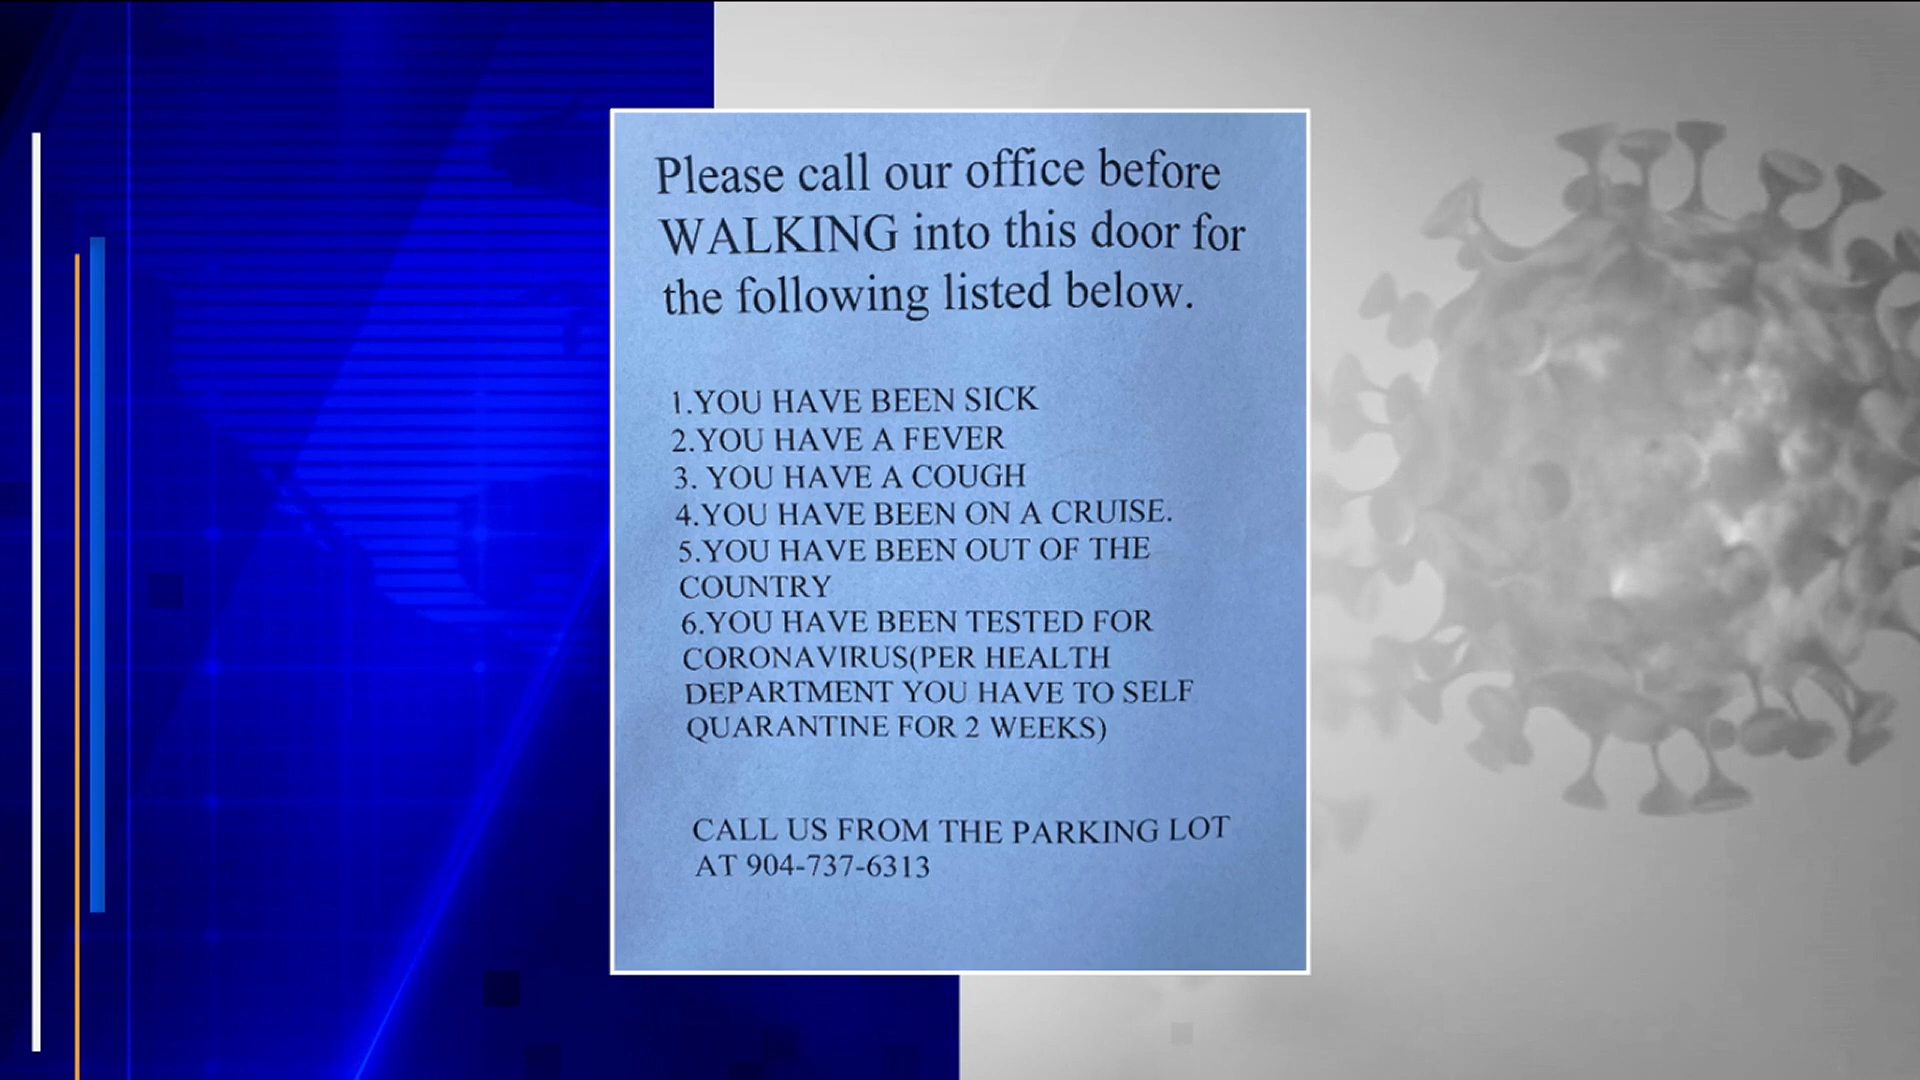 Please call our office before
WALKING into this door for
the following listed below.
1.YOU HAVE BEEN SICK
2.YOU HAVE A FEVER
3. YOU HAVE A COUGH
4.YOU HAVE BEEN ON A CRUISE.
5.YOU HAVE BEEN OUT OF THE
COUNTRY
6.YOU HAVE BEEN TESTED FOR
CORONAVIRUS(PER HEALTH
DEPARTMENT YOU HAVE TO SELF
QUARANTINE FOR 2 WEEKS)
CALL US FROM THE PARKING LOT
AT 904-737-6313